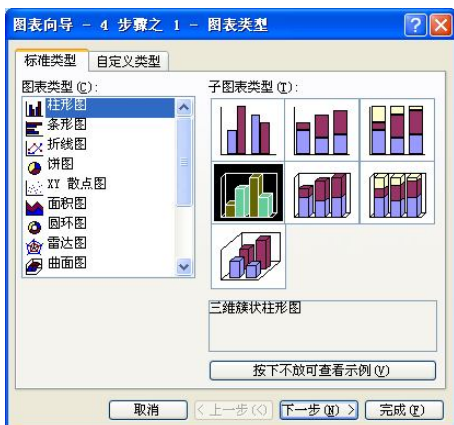 图表向导 - 4 步骤之 1 - 图表类型
标准类型
自定义类型
图表类型(C):
柱形图
条形图
折线图
饼图
XY 散点图
面积图
圆环图
雷达图
曲面图
子图表类型(T):
三维簇状柱形图
按下不放可查看示例(V)
取消
< 上一步(<)
下一步(N) >
完成(F)